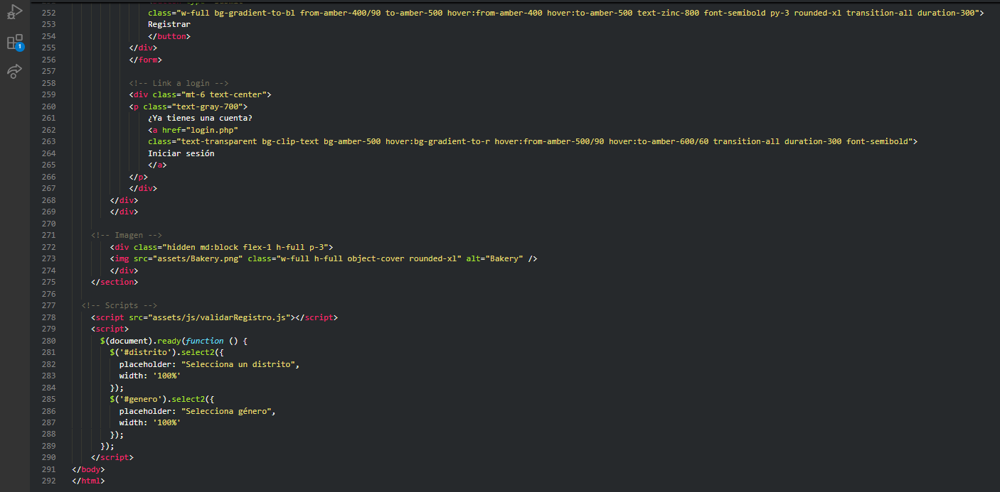 252 class="w-full bg-gradient-to-bl from-amber-400/90 to-amber-500 hover:from-amber-400 hover:to-amber-500 text-zinc-800 font-semibold py-3 rounded-xl transition-all duration-300">
253 Registrar
254 </button>
255 </div>
256 </form>
257
258 <!-- Link a login -->
259 <div class="mt-6 text-center">
260 <p class="text-gray-700">
261 ¿Ya tienes una cuenta?
262 <a href="login.php"
263 class="text-transparent bg-clip-text bg-amber-500 hover:bg-gradient-to-r hover:from-amber-500/90 hover:to-amber-600/60 transition-all duration-300 font-semibold">
264 Iniciar sesión
265 </a>
266 </p>
267 </div>
268 </div>
269 </div>
270
271 <!-- Imagen -->
272 <div class="hidden md:block flex-1 h-full p-3">
273 <img src="assets/Bakery.png" class="w-full h-full object-cover rounded-xl" alt="Bakery" />
274 </div>
275 </section>
276
277 <!-- Scripts -->
278 <script src="assets/js/validarRegistro.js"></script>
279 <script>
280 $(document).ready(function () {
281 $('#distrito').select2({
282 placeholder: "Selecciona un distrito",
283 width: '100%'
284 });
285 $('#genero').select2({
286 placeholder: "Selecciona género",
287 width: '100%'
288 });
289 });
290 </script>
291 </body>
292 </html>
1